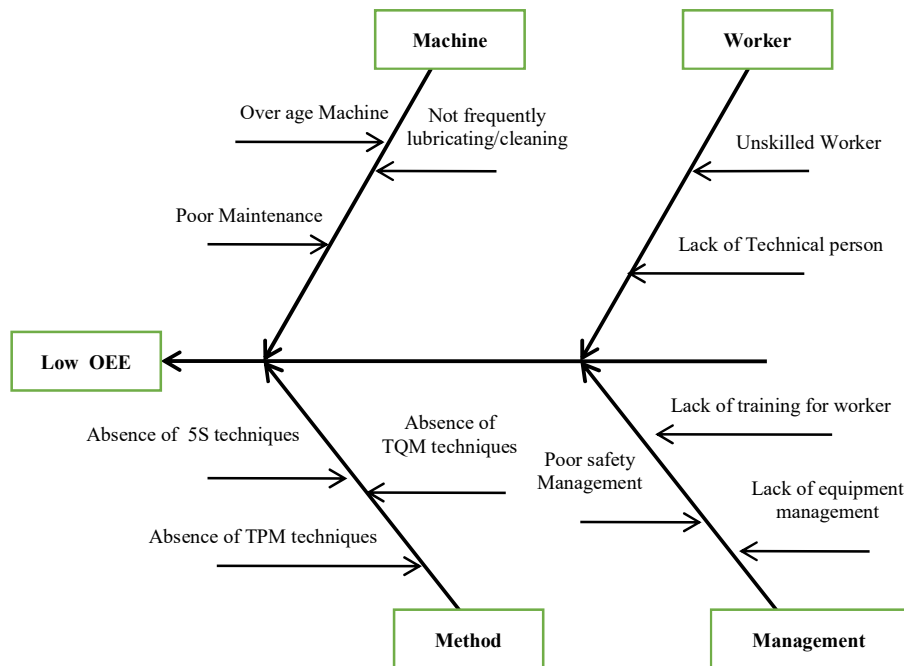 Machine
Worker
Over age Machine
Not frequently
lubricating/cleaning
Unskilled Worker
Poor Maintenance
Lack of Technical person
Low OEE
Absence of 5S techniques
Absence of
TQM techniques
Lack of training for worker
Poor safety
Management
Lack of equipment
management
Absence of TPM techniques
Method
Management